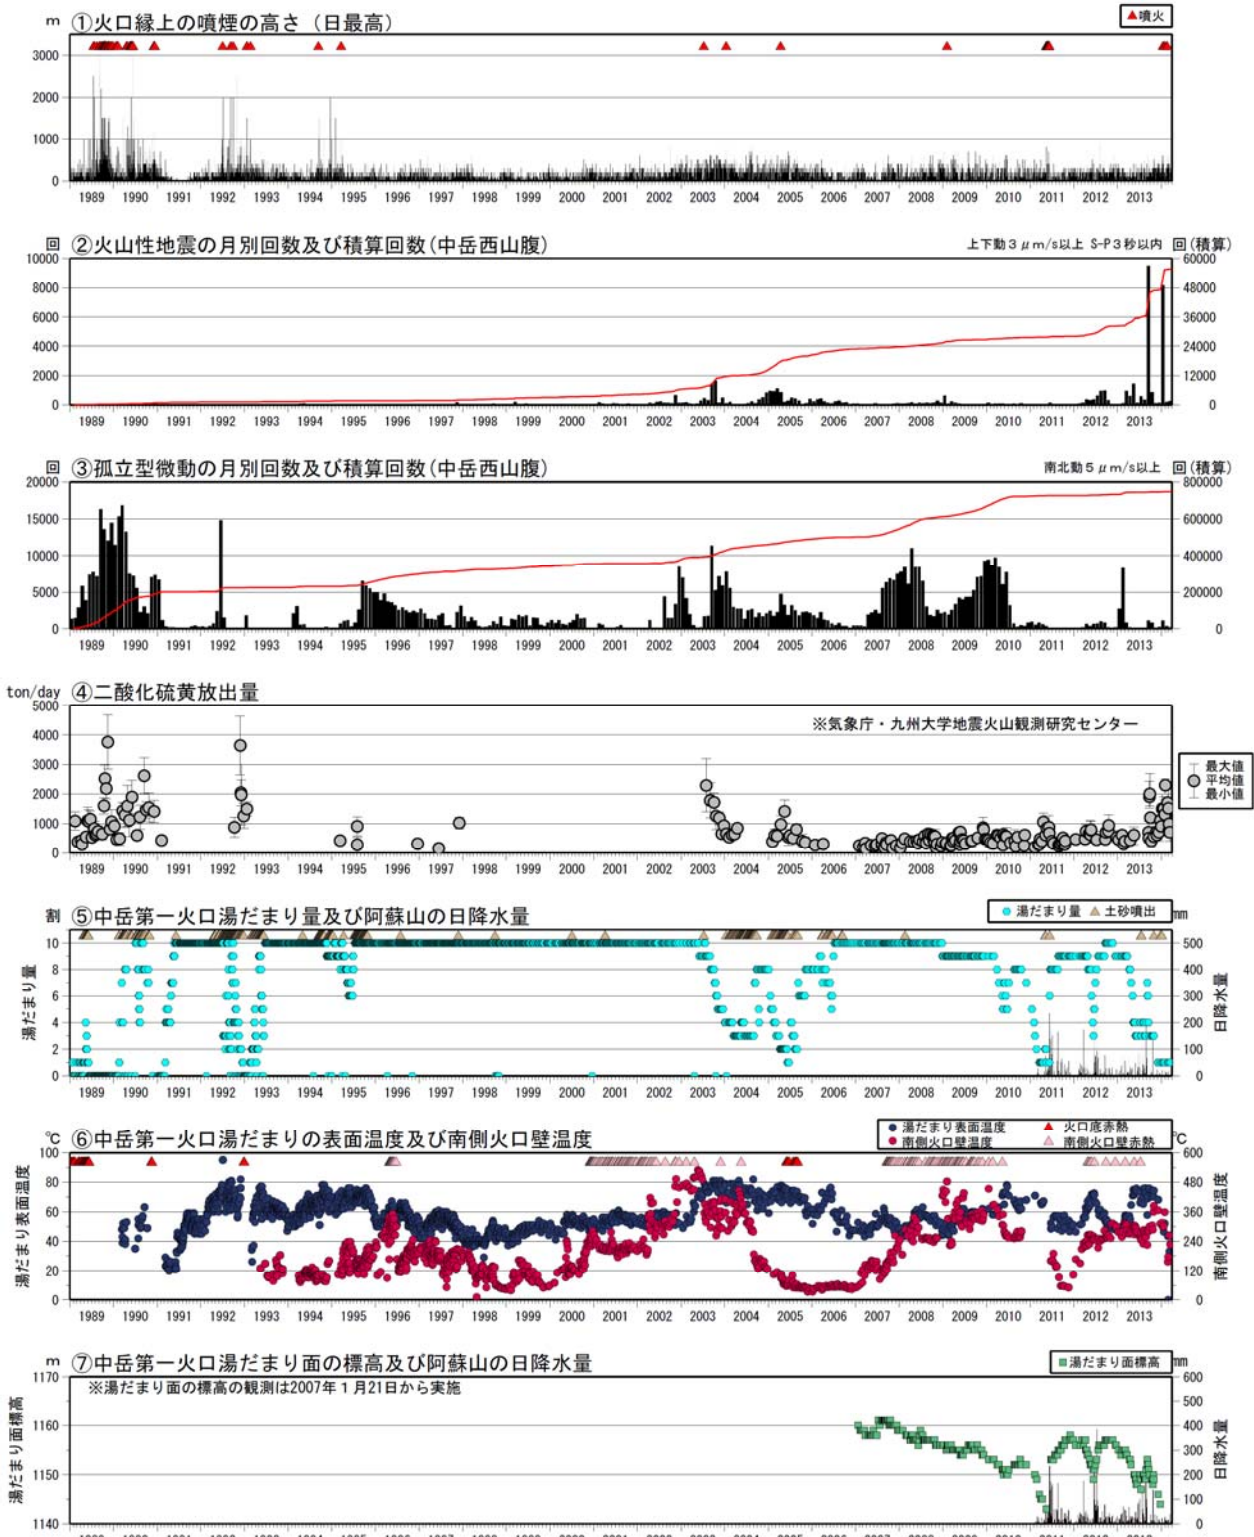 m ①火口縁上の噴煙の高さ（日最高） ▲噴火
3000
2000
1000
0
1989 1990 1991 1992 1993 1994 1995 1996 1997 1998 1999 2000 2001 2002 2003 2004 2005 2006 2007 2008 2009 2010 2011 2012 2013
回 ②火山性地震の月別回数及び積算回数(中岳西山腹) 上下動３μm/s以上 S-P３秒以内 回(積算)
10000 60000
8000 48000
6000 36000
4000 24000
2000 12000
0 0
1989 1990 1991 1992 1993 1994 1995 1996 1997 1998 1999 2000 2001 2002 2003 2004 2005 2006 2007 2008 2009 2010 2011 2012 2013
回 ③孤立型微動の月別回数及び積算回数(中岳西山腹) 南北動５μm/s以上 回(積算)
20000 800000
15000 600000
10000 400000
5000 200000
0 0
1989 1990 1991 1992 1993 1994 1995 1996 1997 1998 1999 2000 2001 2002 2003 2004 2005 2006 2007 2008 2009 2010 2011 2012 2013
ton/day ④二酸化硫黄放出量
5000
4000 ※気象庁・九州大学地震火山観測研究センター
3000 最大値
平均値
最小値
2000
1000
0
1989 1990 1991 1992 1993 1994 1995 1996 1997 1998 1999 2000 2001 2002 2003 2004 2005 2006 2007 2008 2009 2010 2011 2012 2013
割 ⑤中岳第一火口湯だまり量及び阿蘇山の日降水量 湯だまり量 土砂噴出 mm
湯だまり量
日降水量
10 500
8 400
6 300
4 200
2 100
0 0
1989 1990 1991 1992 1993 1994 1995 1996 1997 1998 1999 2000 2001 2002 2003 2004 2005 2006 2007 2008 2009 2010 2011 2012 2013
℃ ⑥中岳第一火口湯だまりの表面温度及び南側火口壁温度 湯だまり表面温度 火口底赤熱 ℃
南側火口壁温度 南側火口壁赤熱
湯だまり表面温度
南側火口壁温度
100 600
80 480
60 360
40 240
20 120
0 0
1989 1990 1991 1992 1993 1994 1995 1996 1997 1998 1999 2000 2001 2002 2003 2004 2005 2006 2007 2008 2009 2010 2011 2012 2013
m ⑦中岳第一火口湯だまり面の標高及び阿蘇山の日降水量 湯だまり面標高 mm
※湯だまり面の標高の観測は2007年１月21日から実施
湯だまり面標高
日降水量
1170 600
500
1160 400
300
1150 200
100
1140 0